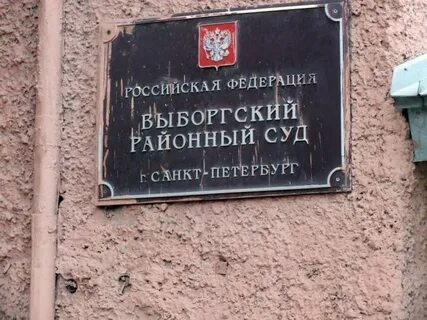 РОССИЙСКАЯ ФЕДЕРАЦИЯ
ВЫБОРГСКИЙ
РАЙОННЫЙ СУД
г. САНКТ-ПЕТЕРБУРГ